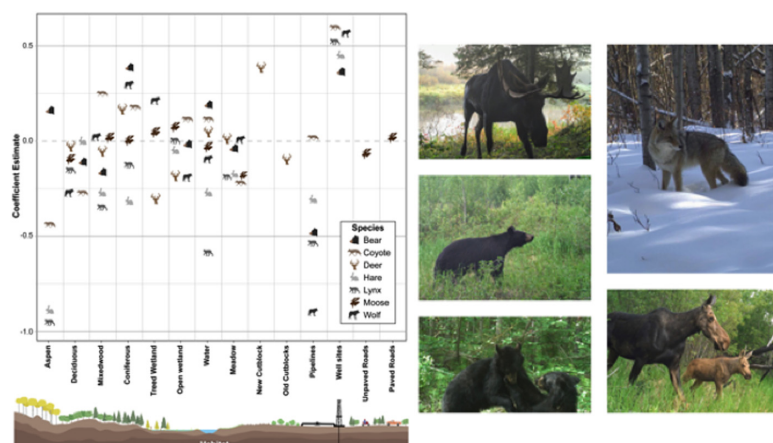 Coefficient Estimate
0.5
0.0
-0.5
-1.0
Species
Bear
Coyote
Deer
Hare
Lynx
Moose
Wolf
Aspen
Deciduous
Mixedwood
Coniferous
Treed Wetland
Open wetland
Water
Meadow
New Cutblock
Old Cutblocks
Pipelines
Well sites
Unpaved Roads
Paved Roads